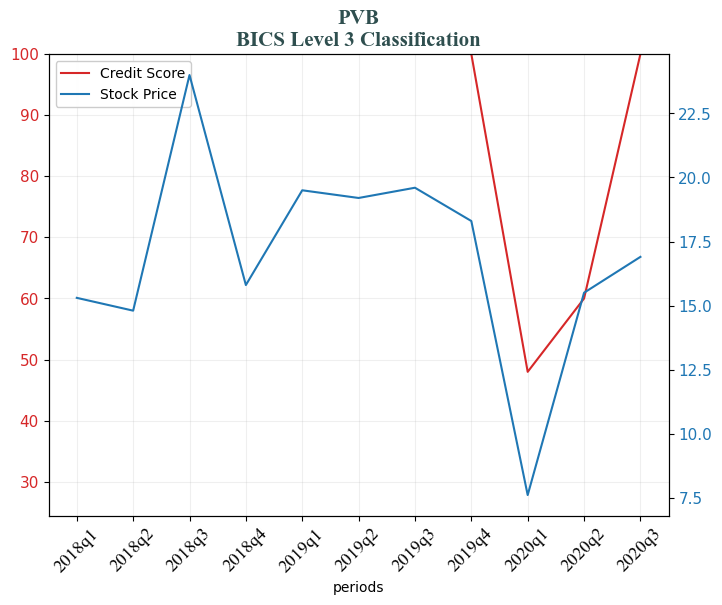 PVB
BICS Level 3 Classification
Credit Score
Stock Price
100
90
80
70
60
50
40
30
22.5
20.0
17.5
15.0
12.5
10.0
7.5
2018q1
2018q2
2018q3
2018q4
2019q1
2019q2
2019q3
2019q4
2020q1
2020q2
2020q3
periods